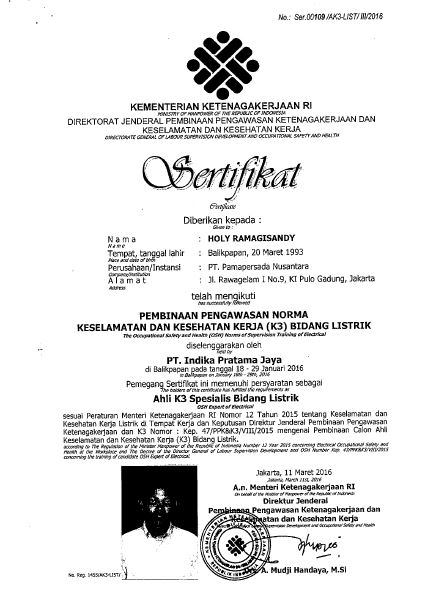 No.: Ser.00109 /AK3-LIST/ III/2016
KEMENTERIAN KETENAGAKERJAAN RI
MINISTRY OF MANPOWER OF THE REPUBLIC OF INDONESIA
DIREKTORAT JENDERAL PEMBINAAN PENGAWASAN KETENAGAKERJAAN DAN
KESELAMATAN DAN KESEHATAN KERJA
DIRECTORATE GENERAL OF LABOUR SUPERVISION DEVELOPMENT AND OCCUPATIONAL SAFETY AND HEALTH
Sertifikat
Certificate
Diberikan kepada :
Given to :
Nama : HOLY RAMAGISANDY
Name
Tempat, tanggal lahir : Balikpapan, 20 Maret 1993
Place and date of birth
Perusahaan/Instansi : PT. Pamapersada Nusantara
Company/Institution
Alamat : Jl. Rawagelam I No.9, KI Pulo Gadung, Jakarta
Address
telah mengikuti
has successfully followed
PEMBINAAN PENGAWASAN NORMA
KESELAMATAN DAN KESEHATAN KERJA (K3) BIDANG LISTRIK
The Occupational Safety and Health (OSH) Norms of Supervision Training of Electrical
diselenggarakan oleh
held by
PT. Indika Pratama Jaya
di Balikpapan pada tanggal 18 - 29 Januari 2016
in Balikpapan on January 18th - 29th, 2016
Pemegang Sertifikat ini memenuhi persyaratan sebagai
The holders of this certificate has fulfilled the requirements as
Ahli K3 Spesialis Bidang Listrik
OSH Expert of Electrical
sesuai Peraturan Menteri Ketenagakerjaan RI Nomor 12 Tahun 2015 tentang Keselamatan dan
Kesehatan Kerja Listrik di Tempat Kerja dan Keputusan Direktur Jenderal Pembinaan Pengawasan
Ketenagakerjaan dan K3 Nomor : Kep. 47/PPK&K3/VIII/2015 mengenai Pembinaan Calon Ahli
Keselamatan dan Kesehatan Kerja (K3) Bidang Listrik.
according to The Regulation of the Minister Manpower of the Republic of Indonesia Number 12 Year 2015 concerning Electrical Occupational Safety and
Health at the Workplace and The Decree of the Director General of Labour Supervision Development and OSH Number Kep. 47/PPK&K3/VIII/2015
concerning the training of candidate OSH Expert of Electrical.
Jakarta, 11 Maret 2016
Jakarta, March 11st, 2016
A.n. Menteri Ketenagakerjaan RI
On behalf of the Minister of Manpower of the Republic of Indonesia
Direktur Jenderal
Pembinaan Pengawasan Ketenagakerjaan dan
Keselamatan dan Kesehatan Kerja
Supervision Development and Occupational Safety and Health
A. Mudji Handaya, M.Si
No. Reg. 1455/AK3-LIST/